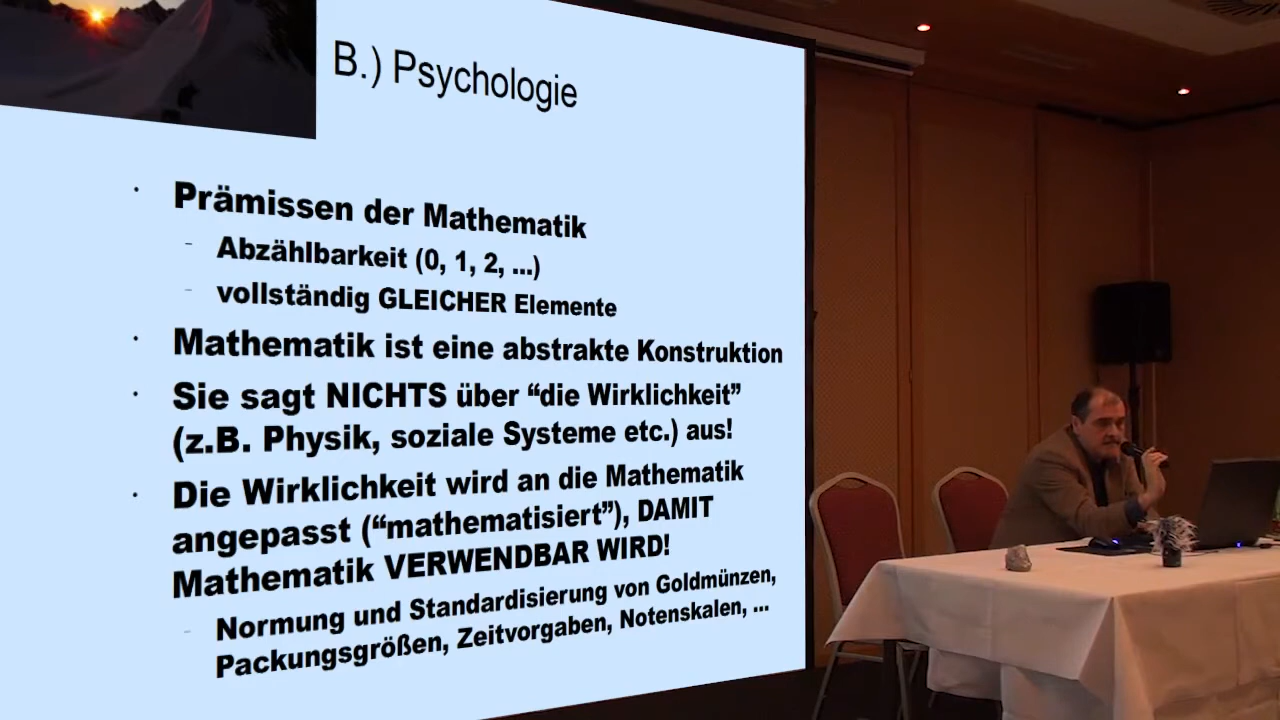 B.) Psychologie
· Prämissen der Mathematik
- Abzählbarkeit (0, 1, 2, ...)
- vollständig GLEICHER Elemente
· Mathematik ist eine abstrakte Konstruktion
· Sie sagt NICHTS über “die Wirklichkeit”
(z.B. Physik, soziale Systeme etc.) aus!
· Die Wirklichkeit wird an die Mathematik
angepasst (“mathematisiert”), DAMIT
Mathematik VERWENDBAR WIRD!
- Normung und Standardisierung von Goldmünzen,
Packungsgrößen, Zeitvorgaben, Notenskalen, ...